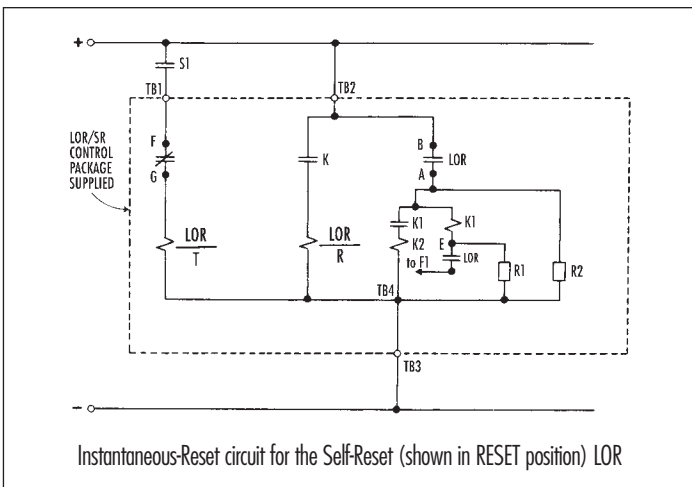 +
S1
TB1
TB2
LOR/SR
CONTROL
PACKAGE
SUPPLIED
F
G
K
B
LOR
A
K1
K1
K2
E
LOR
to F1
R1
R2
LOR
T
LOR
R
TB4
TB3
-
Instantaneous-Reset circuit for the Self-Reset (shown in RESET position) LOR